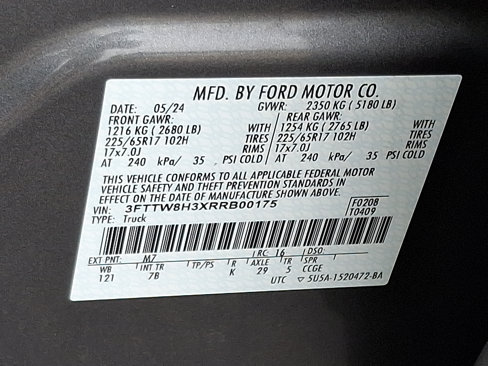 MFD. BY FORD MOTOR CO.
DATE: 05/24 GVWR: 2350 KG ( 5180 LB)
FRONT GAWR: REAR GAWR:
1216 KG ( 2680 LB) WITH 1254 KG ( 2765 LB) WITH
225/65R17 102H TIRES 225/65R17 102H TIRES
17x7.0J RIMS 17x7.0J RIMS
AT 240 kPa/ 35 PSI COLD AT 240 kPa/ 35 PSI COLD
THIS VEHICLE CONFORMS TO ALL APPLICABLE FEDERAL MOTOR
VEHICLE SAFETY AND THEFT PREVENTION STANDARDS IN
EFFECT ON THE DATE OF MANUFACTURE SHOWN ABOVE.
VIN: 3FTTW8H3XRRB00175 F0208
TYPE: Truck T0409
EXT PNT: M7 RC: 16 DSO:
WB INT TR TP/PS R AXLE TR SPR
121 7B K 29 5 CCGE
UTC ▽ 5U5A-1520472-BA